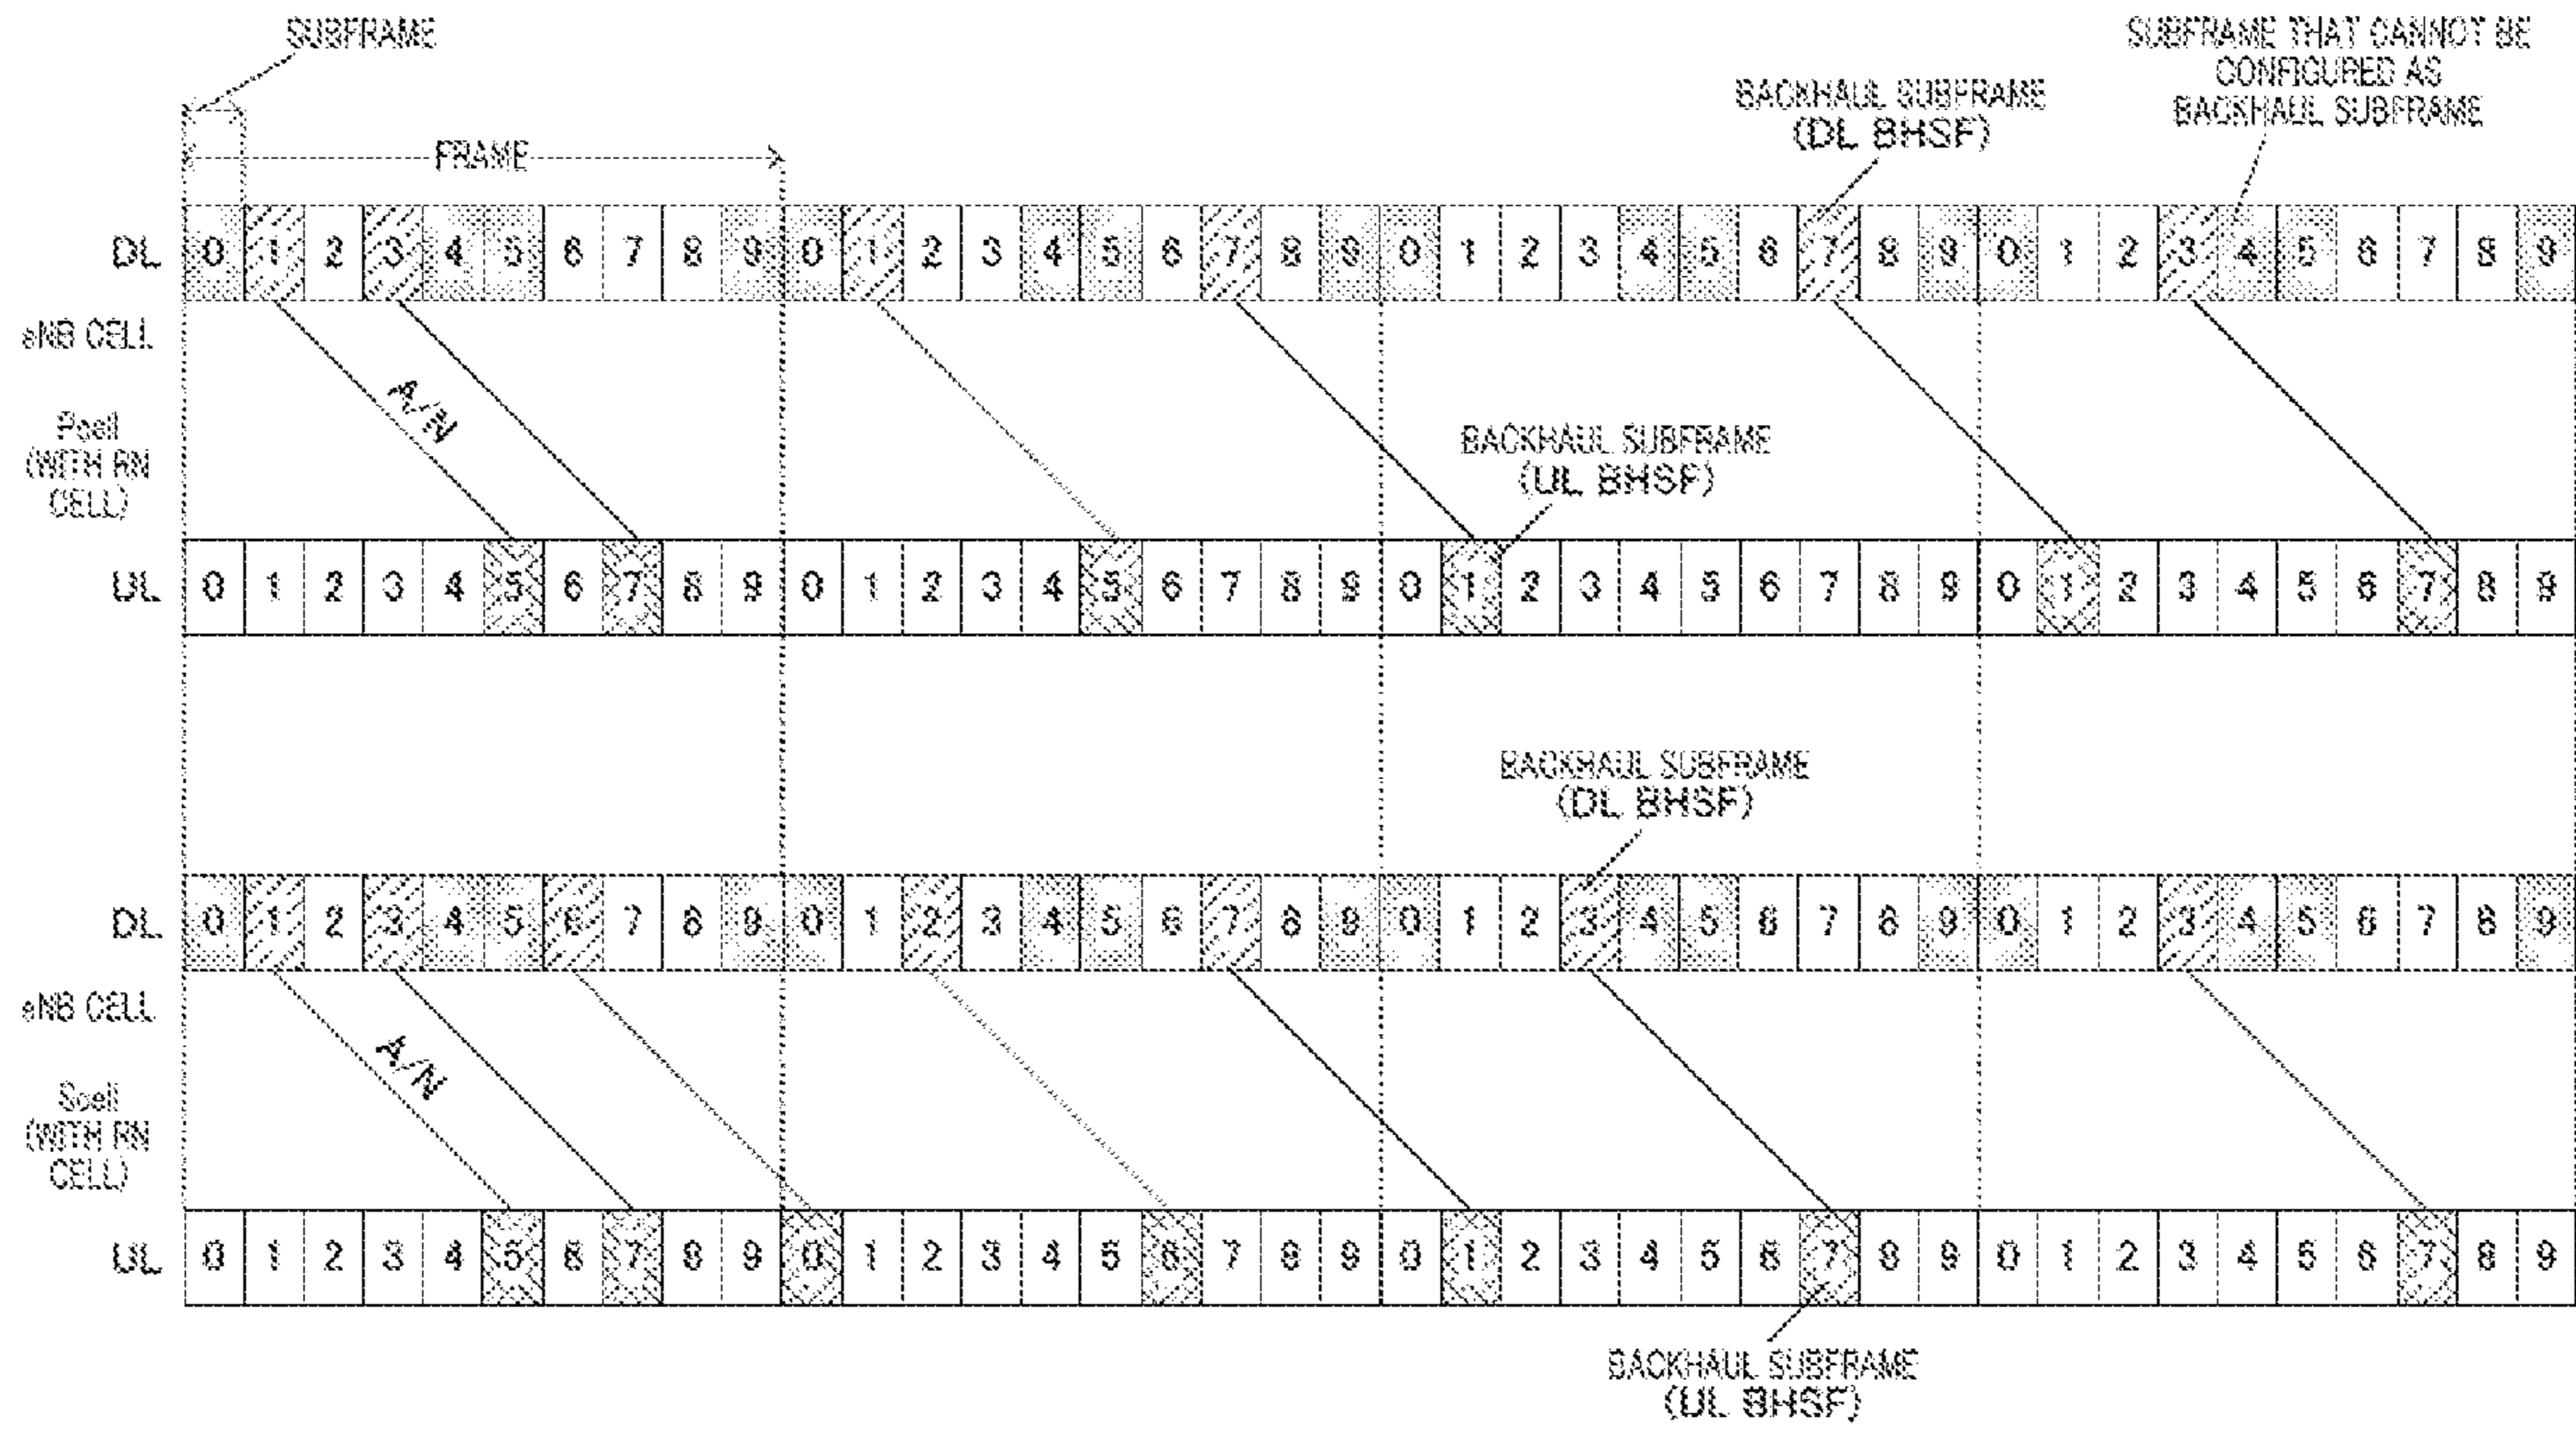 SUBFRAME
SUBFRAME THAT CANNOT BE
CONFIGURED AS
BACKHAUL SUBFRAME
BACKHAUL SUBFRAME
(DL BHSF)
FRAME
DL 0 1 2 3 4 5 6 7 8 9 0 1 2 3 4 5 6 7 8 9 0 1 2 3 4 5 6 7 8 9 0 1 2 3 4 5 6 7 8 9
eNB CELL
A/N
Pcell
(WITH RN
CELL)
BACKHAUL SUBFRAME
(UL BHSF)
UL 0 1 2 3 4 5 6 7 8 9 0 1 2 3 4 5 6 7 8 9 0 1 2 3 4 5 6 7 8 9 0 1 2 3 4 5 6 7 8 9
BACKHAUL SUBFRAME
(DL BHSF)
DL 0 1 2 3 4 5 6 7 8 9 0 1 2 3 4 5 6 7 8 9 0 1 2 3 4 5 6 7 8 9 0 1 2 3 4 5 6 7 8 9
eNB CELL
A/N
Scell
(WITH RN
CELL)
UL 0 1 2 3 4 5 6 7 8 9 0 1 2 3 4 5 6 7 8 9 0 1 2 3 4 5 6 7 8 9 0 1 2 3 4 5 6 7 8 9
BACKHAUL SUBFRAME
(UL BHSF)